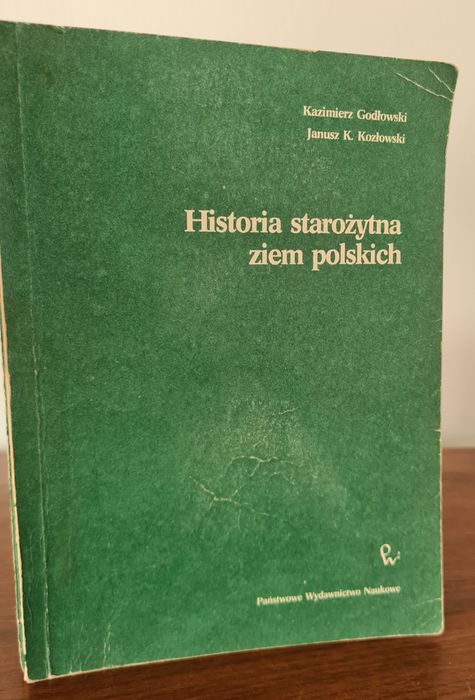 Kazimierz Godłowski
Janusz K. Kozłowski
Historia starożytna
ziem polskich
Państwowe Wydawnictwo Naukowe